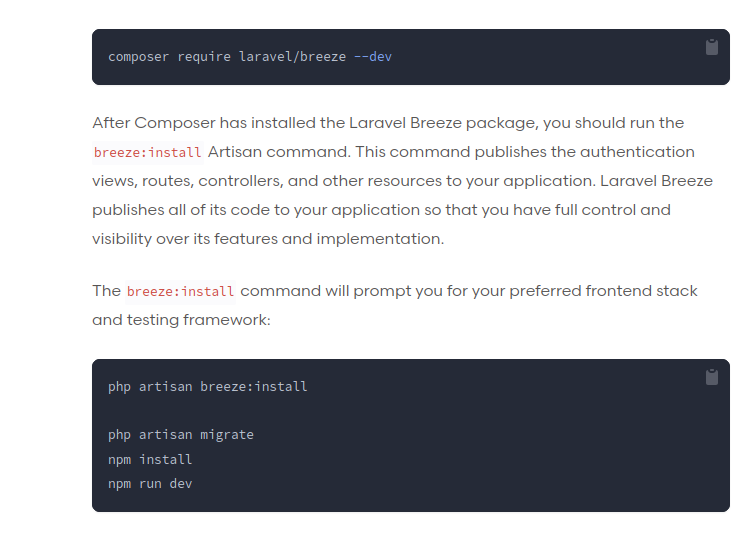 composer require laravel/breeze --dev
After Composer has installed the Laravel Breeze package, you should run the
breeze:install Artisan command. This command publishes the authentication
views, routes, controllers, and other resources to your application. Laravel Breeze
publishes all of its code to your application so that you have full control and
visibility over its features and implementation.
The breeze:install command will prompt you for your preferred frontend stack
and testing framework:
php artisan breeze:install
php artisan migrate
npm install
npm run dev